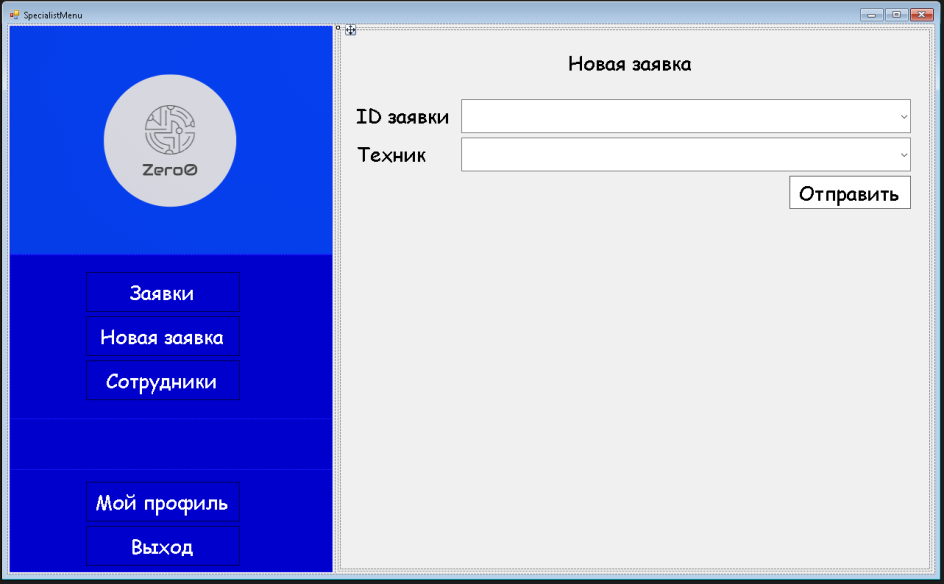 SpecialistMenu
Zero0
Заявки
Новая заявка
Сотрудники
Мой профиль
Выход
Новая заявка
ID заявки
Техник
Отправить